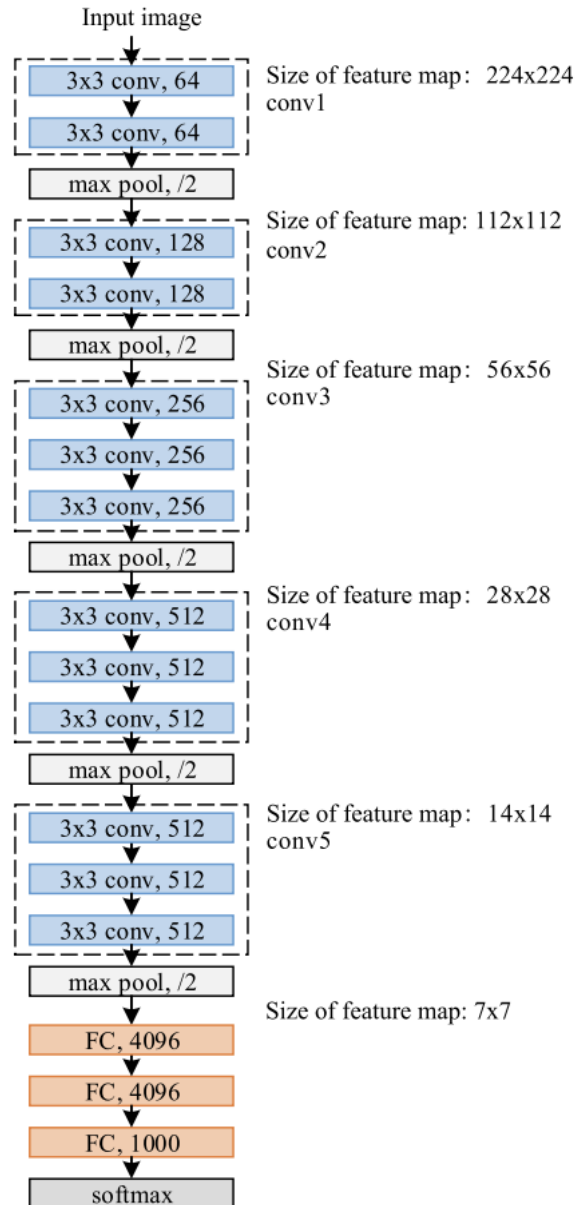 Input image
3x3 conv, 64
Size of feature map: 224x224
conv1
3x3 conv, 64
max pool, /2
3x3 conv, 128
Size of feature map: 112x112
conv2
3x3 conv, 128
max pool, /2
Size of feature map: 56x56
conv3
3x3 conv, 256
3x3 conv, 256
3x3 conv, 256
max pool, /2
Size of feature map: 28x28
conv4
3x3 conv, 512
3x3 conv, 512
3x3 conv, 512
max pool, /2
Size of feature map: 14x14
conv5
3x3 conv, 512
3x3 conv, 512
3x3 conv, 512
max pool, /2
Size of feature map: 7x7
FC, 4096
FC, 4096
FC, 1000
softmax